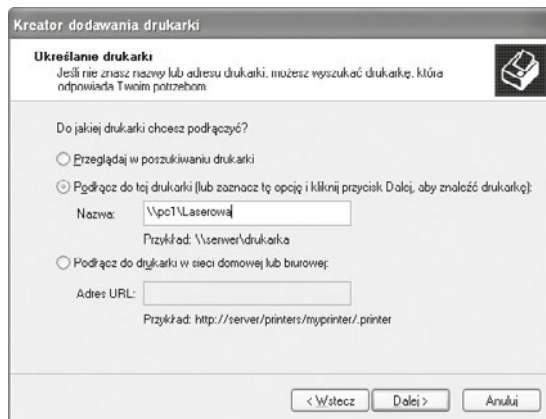 Kreator dodawania drukarki
Określanie drukarki
Jeśli nie znasz nazwy lub adresu drukarki, możesz wyszukać drukarkę, która
odpowiada Twoim potrzebom.
Do jakiej drukarki chcesz podłączyć?
Przeglądaj w poszukiwaniu drukarki
Podłącz do tej drukarki (lub zaznacz tę opcję i kliknij przycisk Dalej, aby znaleźć drukarkę):
Nazwa: \\pc1\Laserowa
Przykład: \\serwer\drukarka
Podłącz do drukarki w sieci domowej lub biurowej:
Adres URL:
Przykład: http://server/printers/myprinter/.printer
< Wstecz Dalej > Anuluj